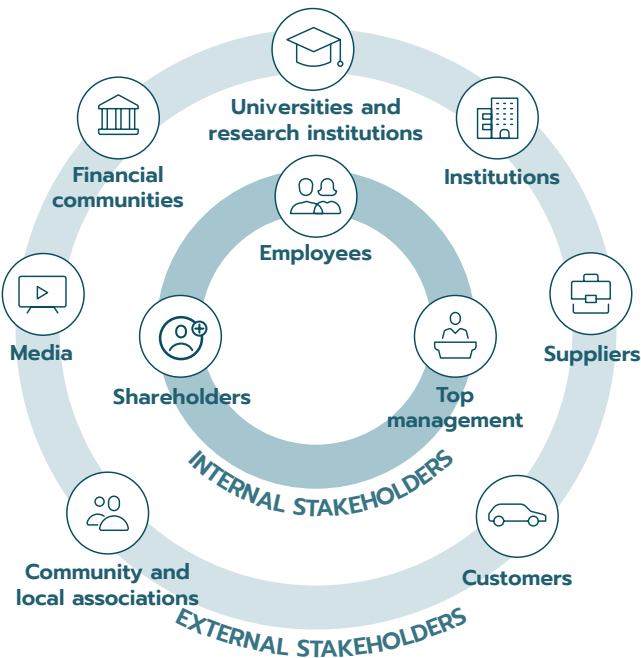 Universities and
research institutions
Financial
communities
Institutions
Employees
Media
Suppliers
Shareholders
Top
management
INTERNAL STAKEHOLDERS
Community and
local associations
Customers
EXTERNAL STAKEHOLDERS